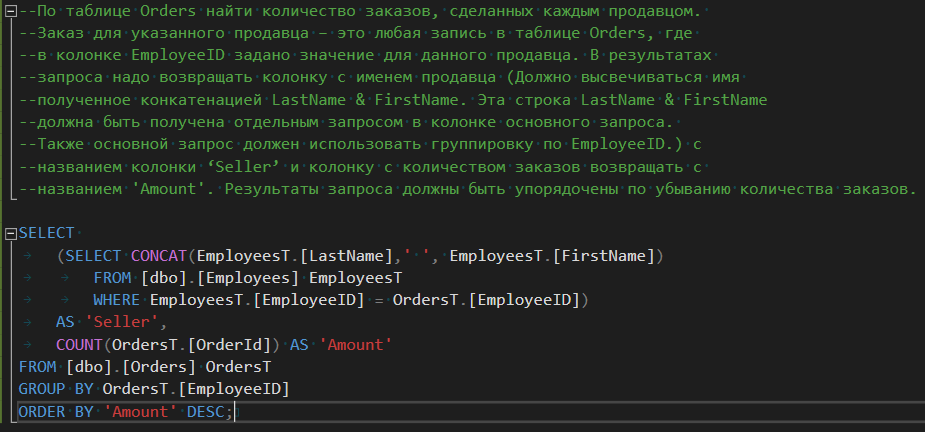 --По таблице Orders найти количество заказов, сделанных каждым продавцом.
--Заказ для указанного продавца – это любая запись в таблице Orders, где
--в колонке EmployeeID задано значение для данного продавца. В результатах
--запроса надо возвращать колонку с именем продавца (Должно высвечиваться имя
--полученное конкатенацией LastName & FirstName. Эта строка LastName & FirstName
--должна быть получена отдельным запросом в колонке основного запроса.
--Также основной запрос должен использовать группировку по EmployeeID.) с
--названием колонки ‘Seller’ и колонку с количеством заказов возвращать с
--названием 'Amount'. Результаты запроса должны быть упорядочены по убыванию количества заказов.
SELECT
(SELECT CONCAT(EmployeesT.[LastName],' ', EmployeesT.[FirstName])
FROM [dbo].[Employees] EmployeesT
WHERE EmployeesT.[EmployeeID] = OrdersT.[EmployeeID])
AS 'Seller',
COUNT(OrdersT.[OrderId]) AS 'Amount'
FROM [dbo].[Orders] OrdersT
GROUP BY OrdersT.[EmployeeID]
ORDER BY 'Amount' DESC;